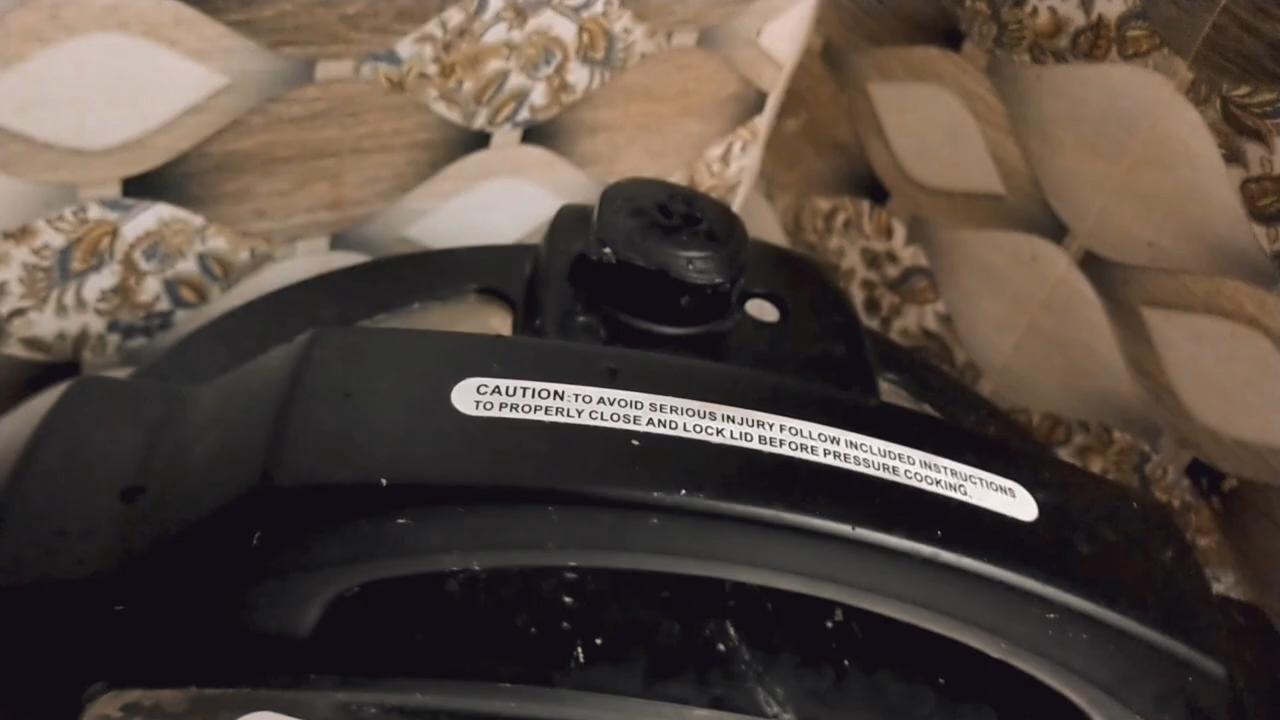 CAUTION:TO AVOID SERIOUS INJURY FOLLOW INCLUDED INSTRUCTIONS
TO PROPERLY CLOSE AND LOCK LID BEFORE PRESSURE COOKING.